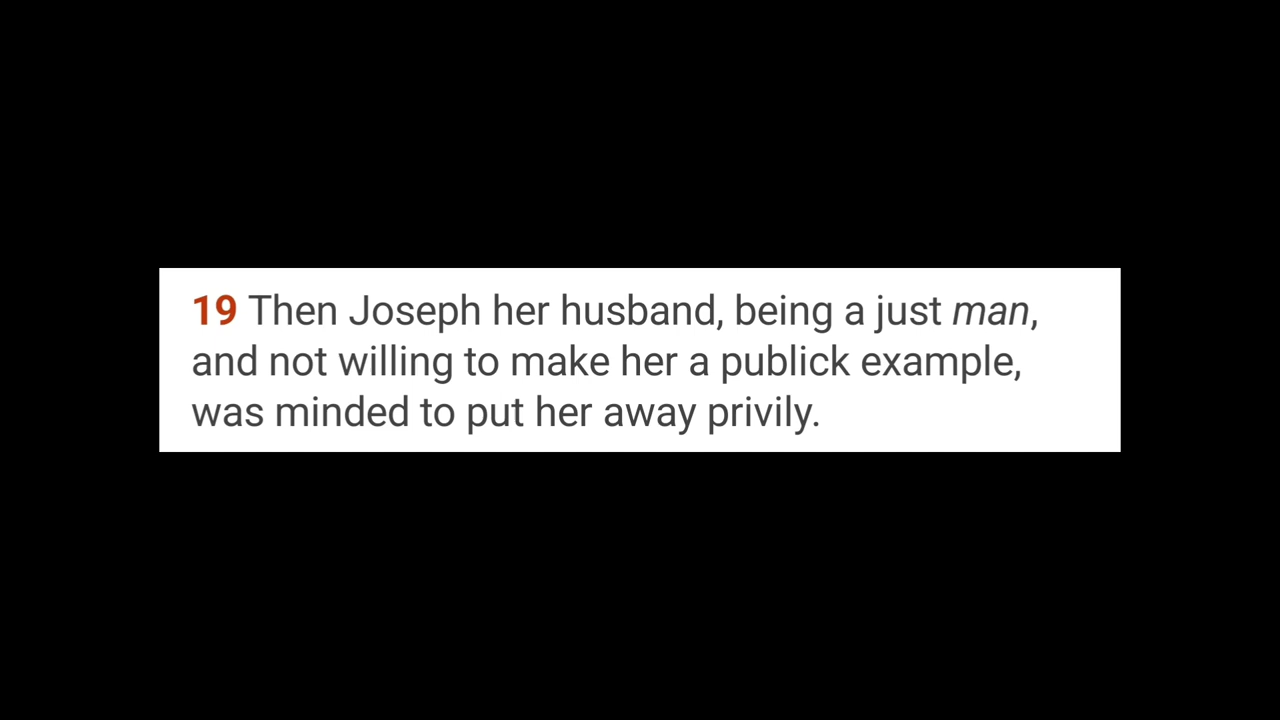 19 Then Joseph her husband, being a just man,
and not willing to make her a publick example,
was minded to put her away privily.